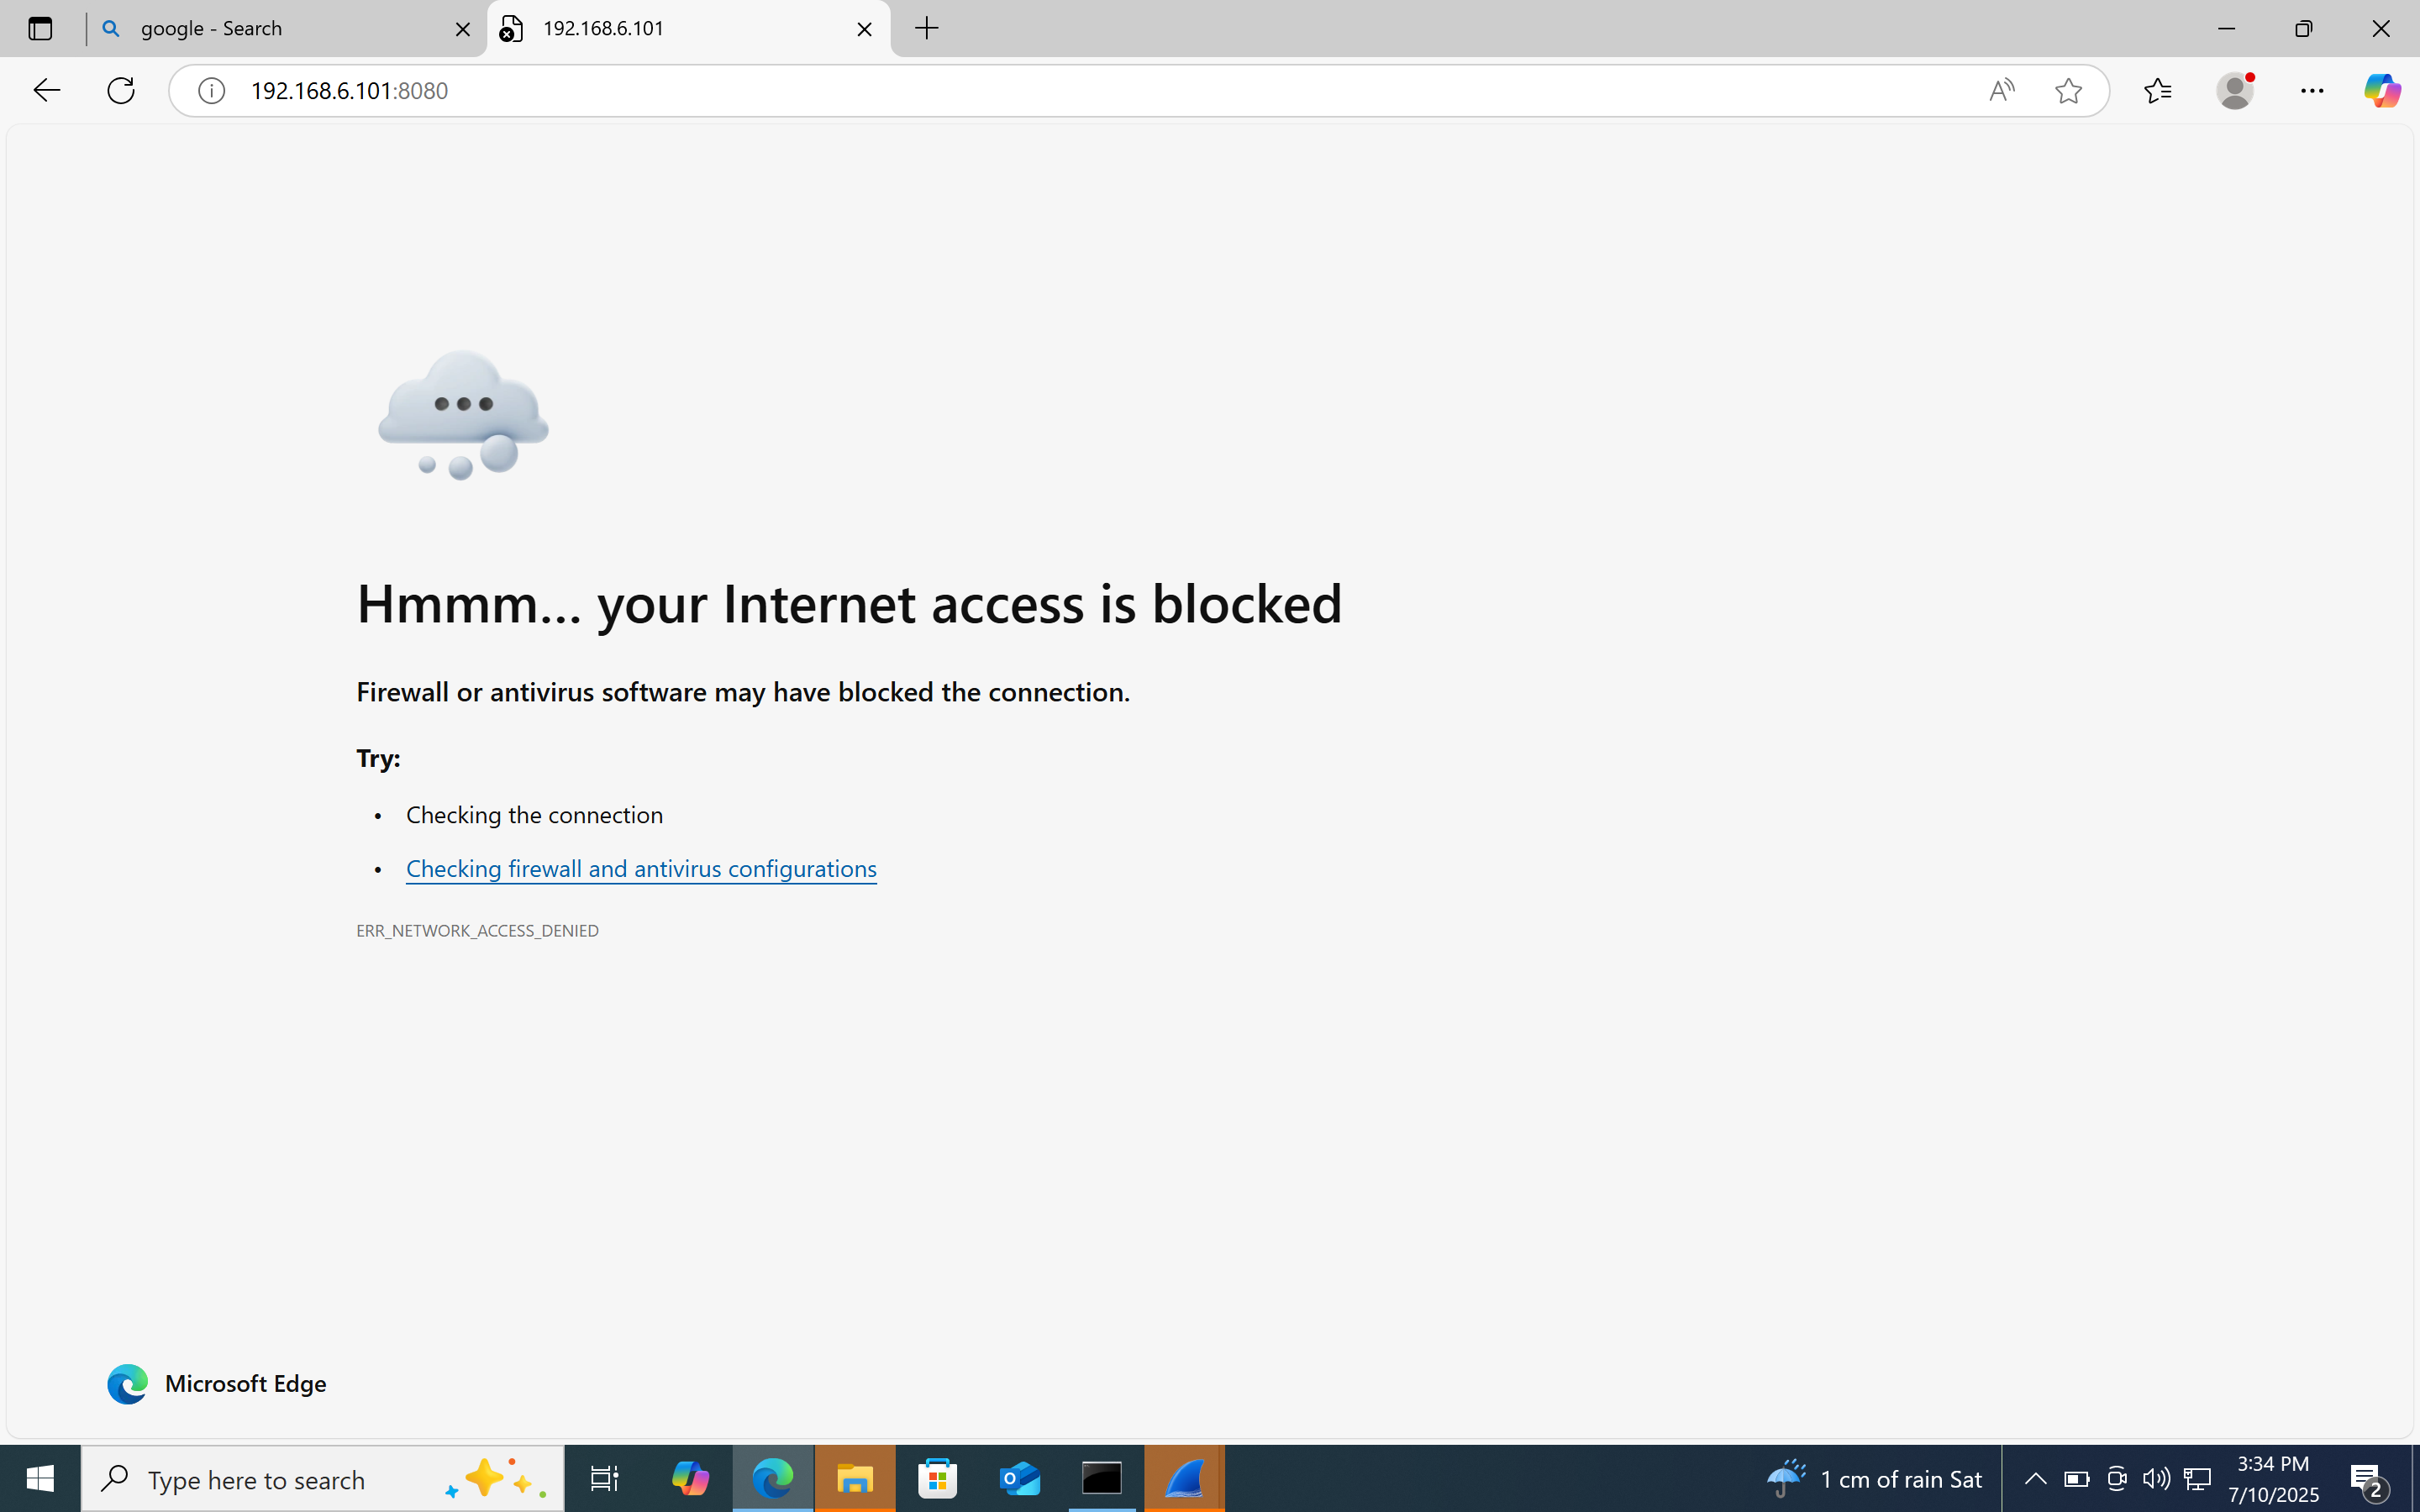 google - Search
192.168.6.101
192.168.6.101:8080
Hmmm... your Internet access is blocked
Firewall or antivirus software may have blocked the connection.
Try:
• Checking the connection
• Checking firewall and antivirus configurations
ERR_NETWORK_ACCESS_DENIED
Microsoft Edge
Type here to search
1 cm of rain Sat
3:34 PM
7/10/2025
2